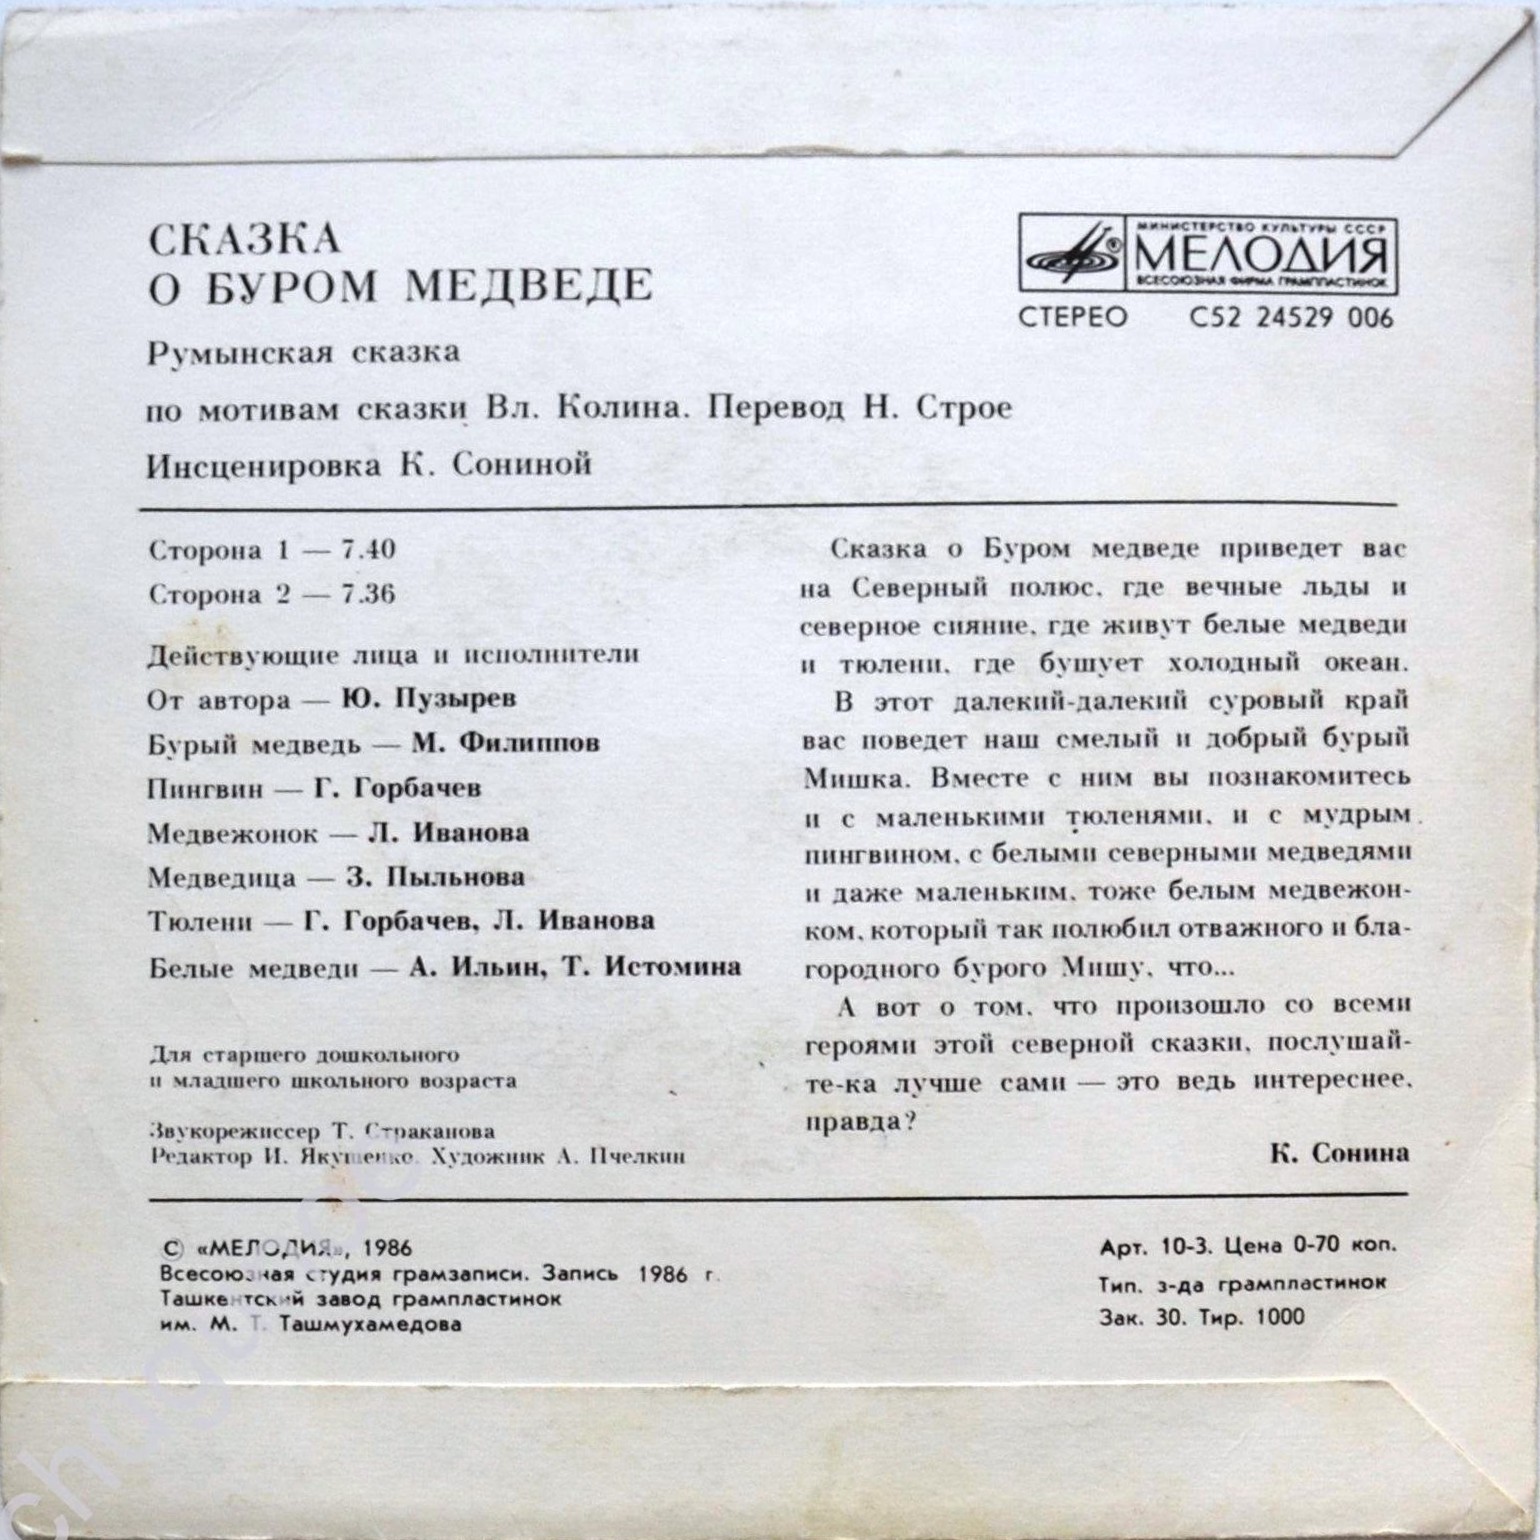 СКАЗКА
О БУРОМ МЕДВЕДЕ
Румынская сказка
по мотивам сказки Вл. Колина. Перевод Н. Строе
Инсценировка К. Сониной
МИНИСТЕРСТВО КУЛЬТУРЫ СССР
МЕЛОДИЯ
ВСЕСОЮЗНАЯ ФИРМА ГРАМПЛАСТИНОК
СТЕРЕО С52 24529 006
Сторона 1 — 7.40
Сторона 2 — 7.36
Действующие лица и исполнители
От автора — Ю. Пузырев
Бурый медведь — М. Филиппов
Пингвин — Г. Горбачев
Медвежонок — Л. Иванова
Медведица — З. Пыльнова
Тюлени — Г. Горбачев, Л. Иванова
Белые медведи — А. Ильин, Т. Истомина
Для старшего дошкольного
и младшего школьного возраста
Звукорежиссер Т. Страканова
Редактор И. Якушенко. Художник А. Пчелкин
Сказка о Буром медведе приведет вас
на Северный полюс, где вечные льды и
северное сияние, где живут белые медведи
и тюлени, где бушует холодный океан.
В этот далекий-далекий суровый край
вас поведет наш смелый и добрый бурый
Мишка. Вместе с ним вы познакомитесь
и с маленькими тюленями, и с мудрым
пингвином, с белыми северными медведями
и даже маленьким, тоже белым медвежон-
ком, который так полюбил отважного и бла-
городного бурого Мишу, что...
А вот о том, что произошло со всеми
героями этой северной сказки, послушай-
те-ка лучше сами — это ведь интереснее,
правда?
К. Сонина
© «МЕЛОДИЯ», 1986
Всесоюзная студия грамзаписи. Запись 1986 г.
Ташкентский завод грампластинок
им. М. Т. Ташмухамедова
Арт. 10-3. Цена 0-70 коп.
Тип. з-да грампластинок
Зак. 30. Тир. 1000